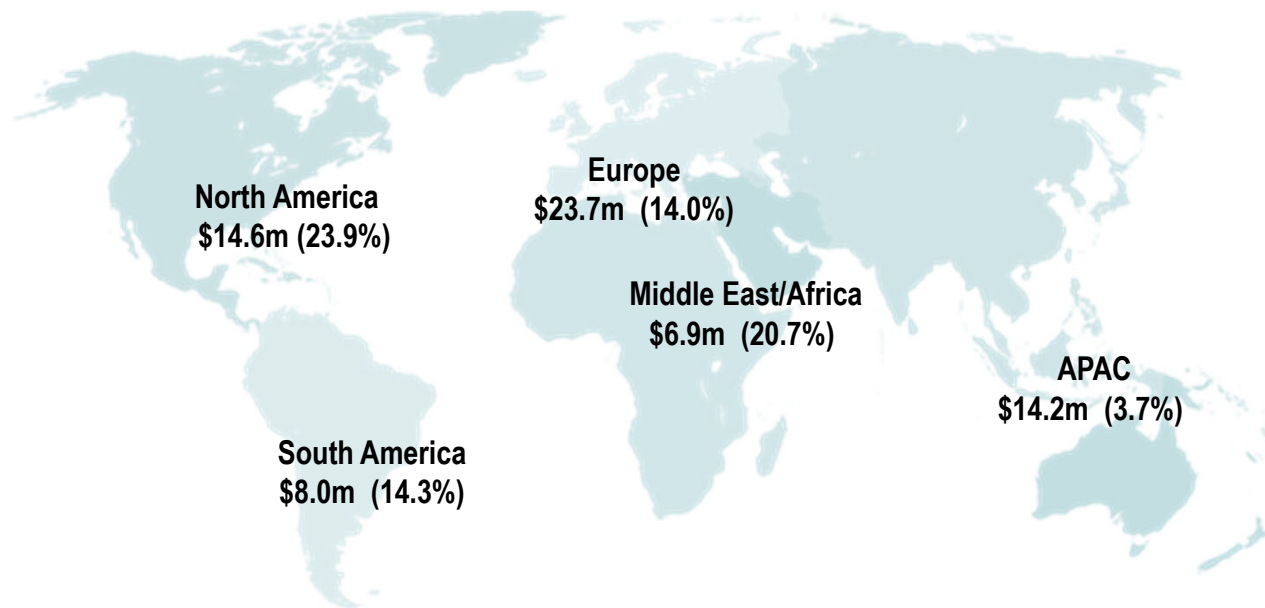 North America
$14.6m (23.9%)
Europe
$23.7m (14.0%)
Middle East/Africa
$6.9m (20.7%)
APAC
$14.2m (3.7%)
South America
$8.0m (14.3%)